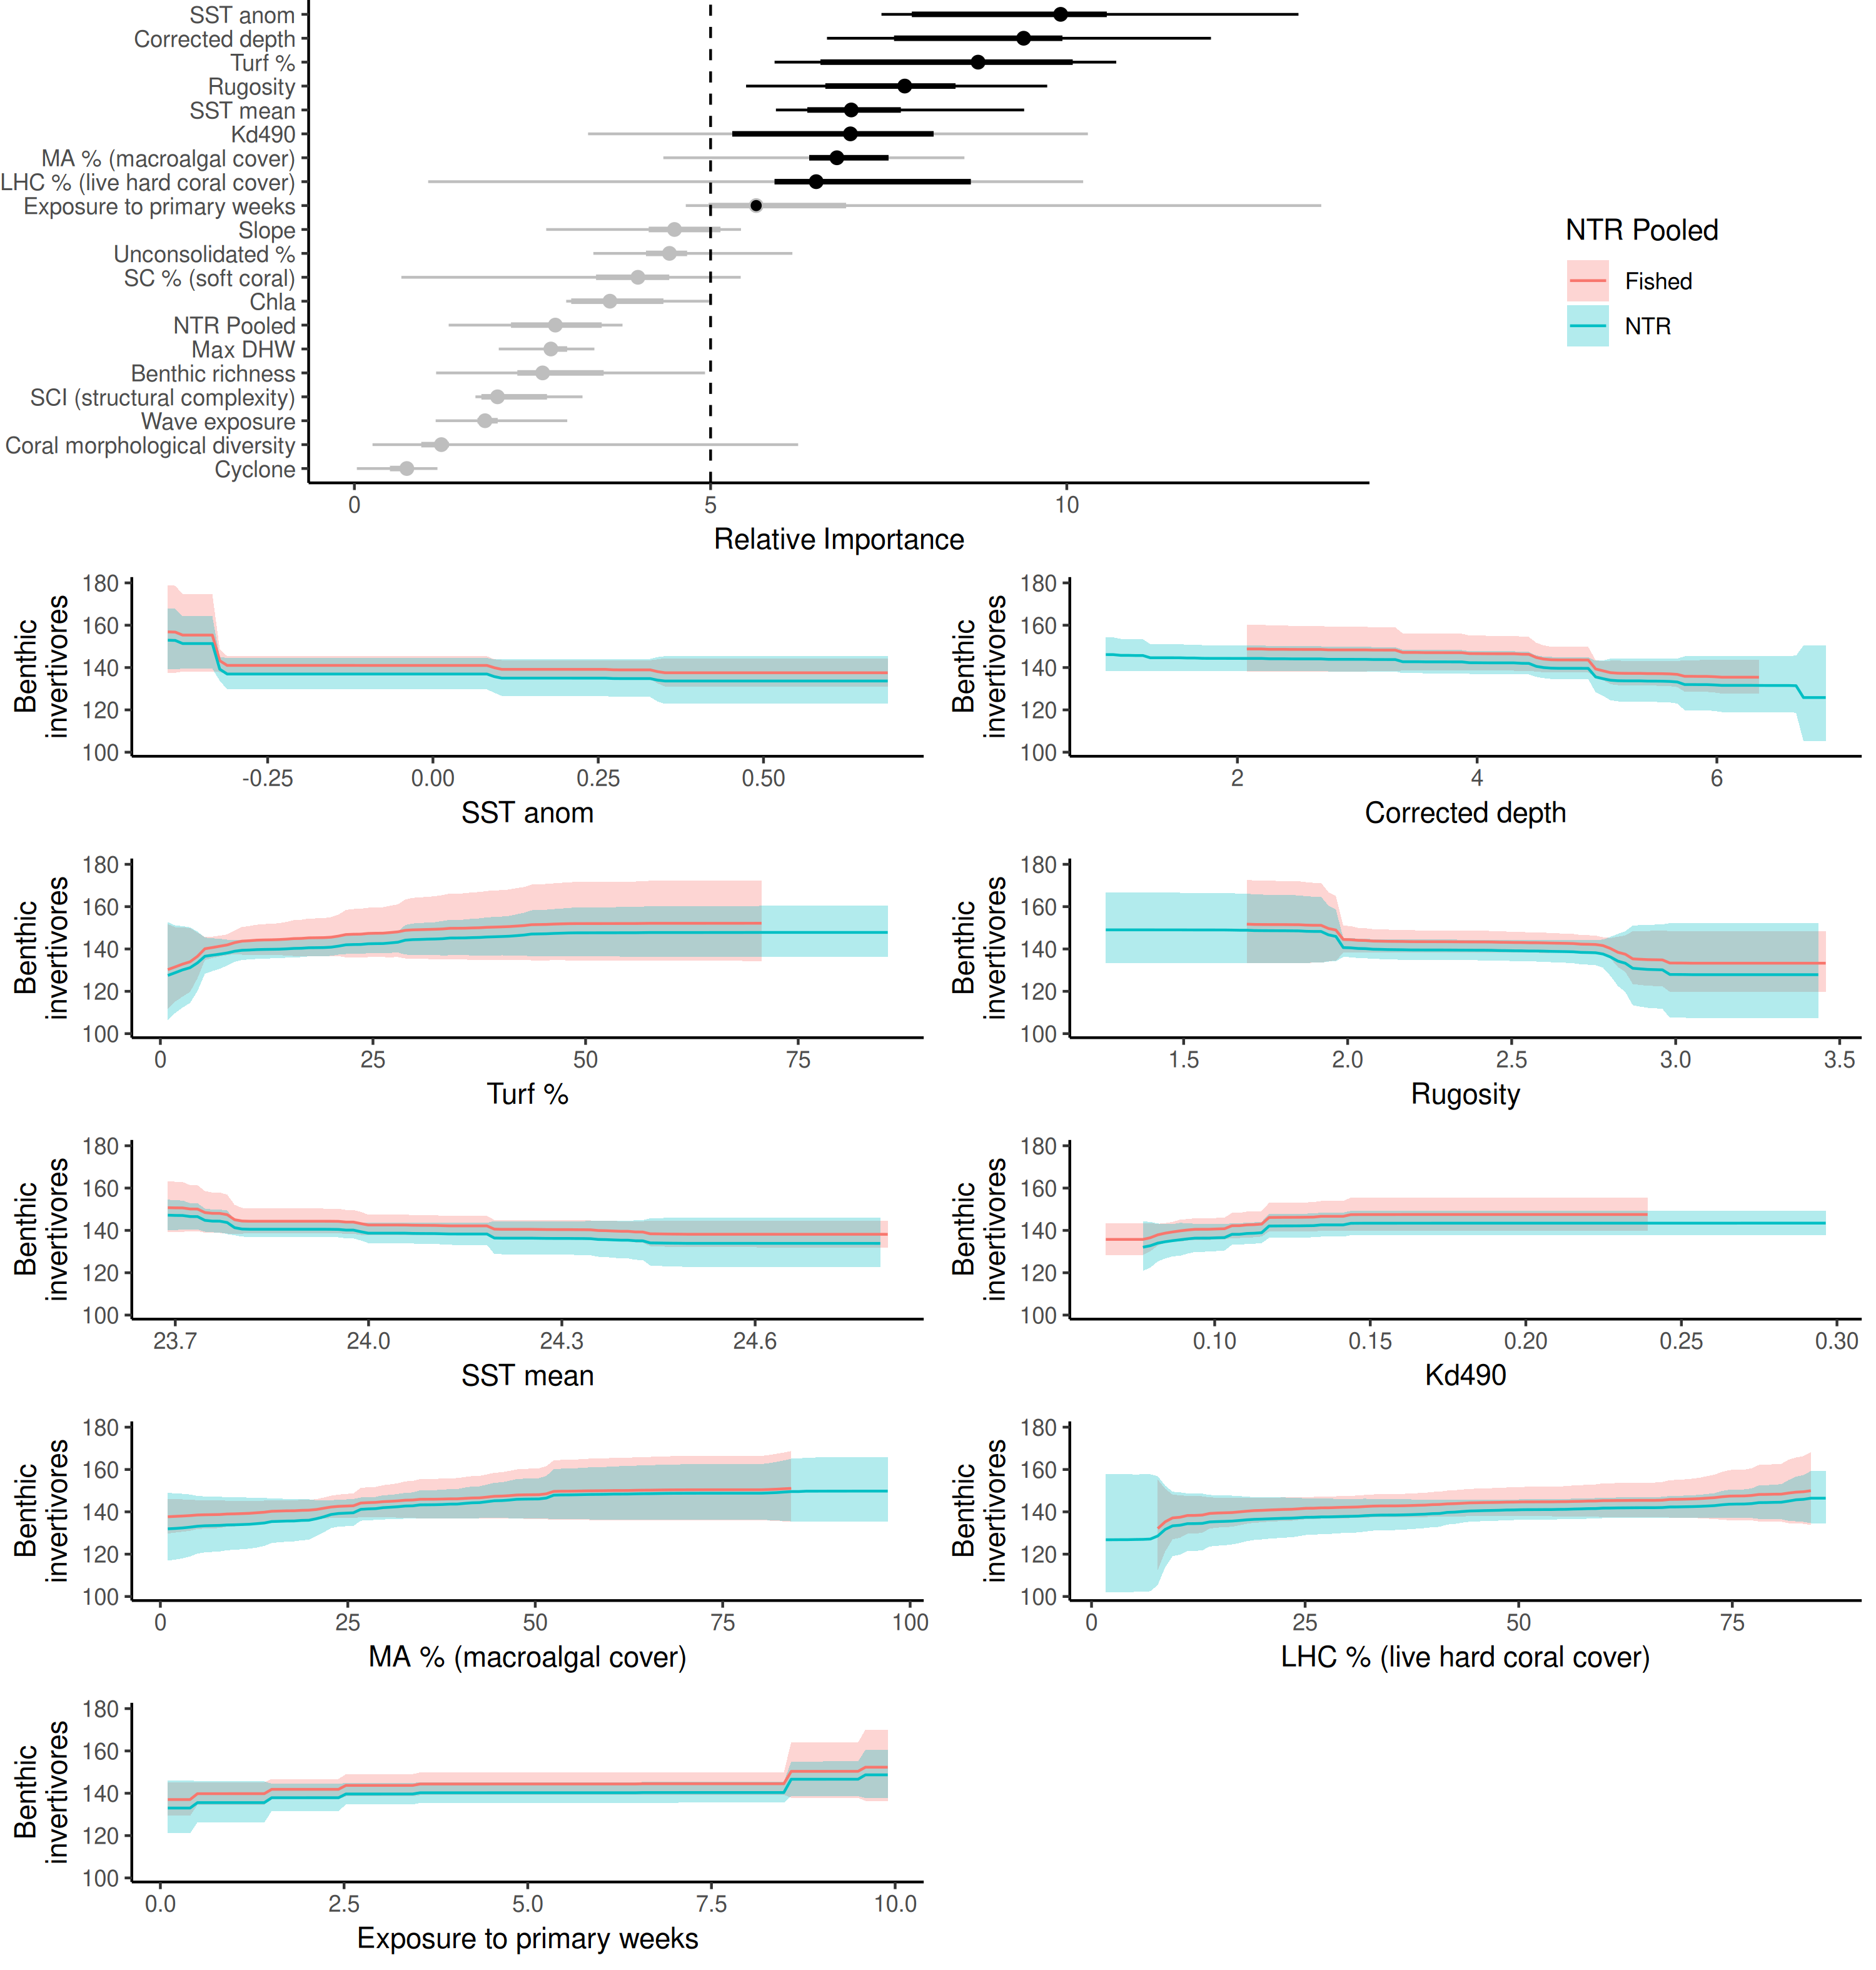 SST anom
Corrected depth
Turf %
Rugosity
SST mean
Kd490
MA % (macroalgal cover)
LHC % (live hard coral cover)
Exposure to primary weeks
Slope
Unconsolidated %
SC % (soft coral)
Chla
NTR Pooled
Max DHW
Benthic richness
SCI (structural complexity)
Wave exposure
Coral morphological diversity
Cyclone
0 5 10
Relative Importance
NTR Pooled
Fished
NTR
Benthic
invertivores
180
160
140
120
100
-0.25 0.00 0.25 0.50
SST anom
Benthic
invertivores
180
160
140
120
100
2 4 6
Corrected depth
Benthic
invertivores
180
160
140
120
100
0 25 50 75
Turf %
Benthic
invertivores
180
160
140
120
100
1.5 2.0 2.5 3.0 3.5
Rugosity
Benthic
invertivores
180
160
140
120
100
23.7 24.0 24.3 24.6
SST mean
Benthic
invertivores
180
160
140
120
100
0.10 0.15 0.20 0.25 0.30
Kd490
Benthic
invertivores
180
160
140
120
100
0 25 50 75 100
MA % (macroalgal cover)
Benthic
invertivores
180
160
140
120
100
0 25 50 75
LHC % (live hard coral cover)
Benthic
invertivores
180
160
140
120
100
0.0 2.5 5.0 7.5 10.0
Exposure to primary weeks